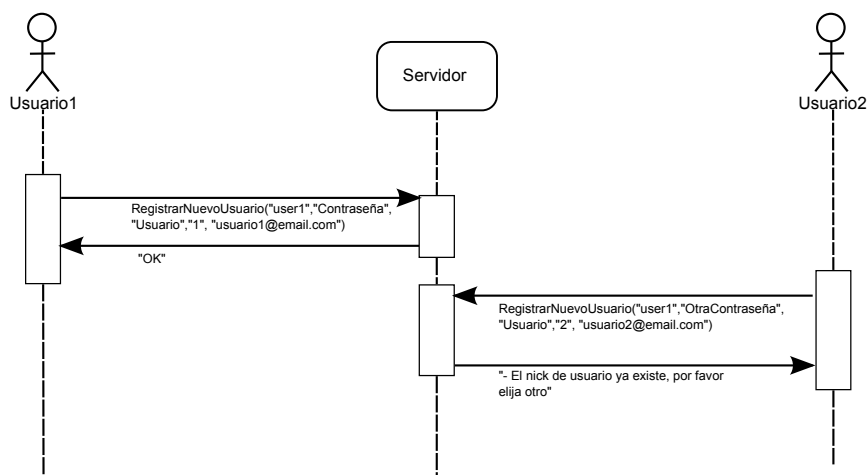 Usuario1
Servidor
Usuario2
RegistrarNuevoUsuario("user1","Contraseña",
"Usuario","1", "usuario1@email.com")
"OK"
RegistrarNuevoUsuario("user1","OtraContraseña",
"Usuario","2", "usuario2@email.com")
"- El nick de usuario ya existe, por favor
elija otro"